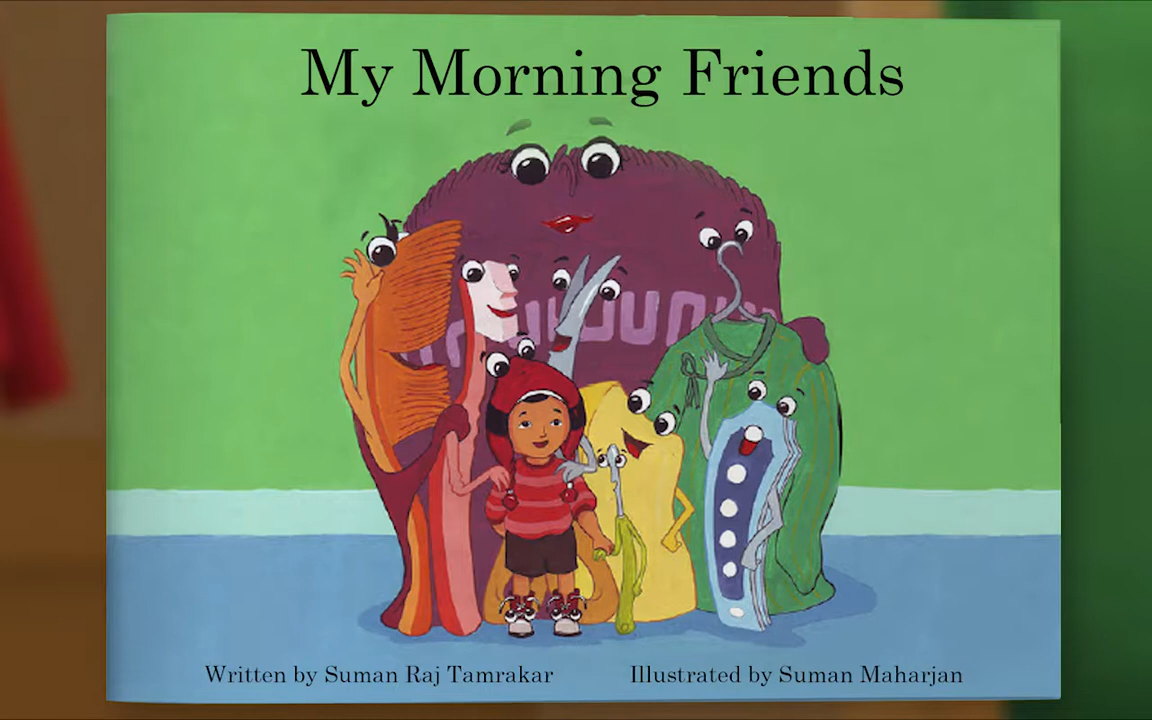 My Morning Friends
Written by Suman Raj Tamrakar
Illustrated by Suman Maharjan